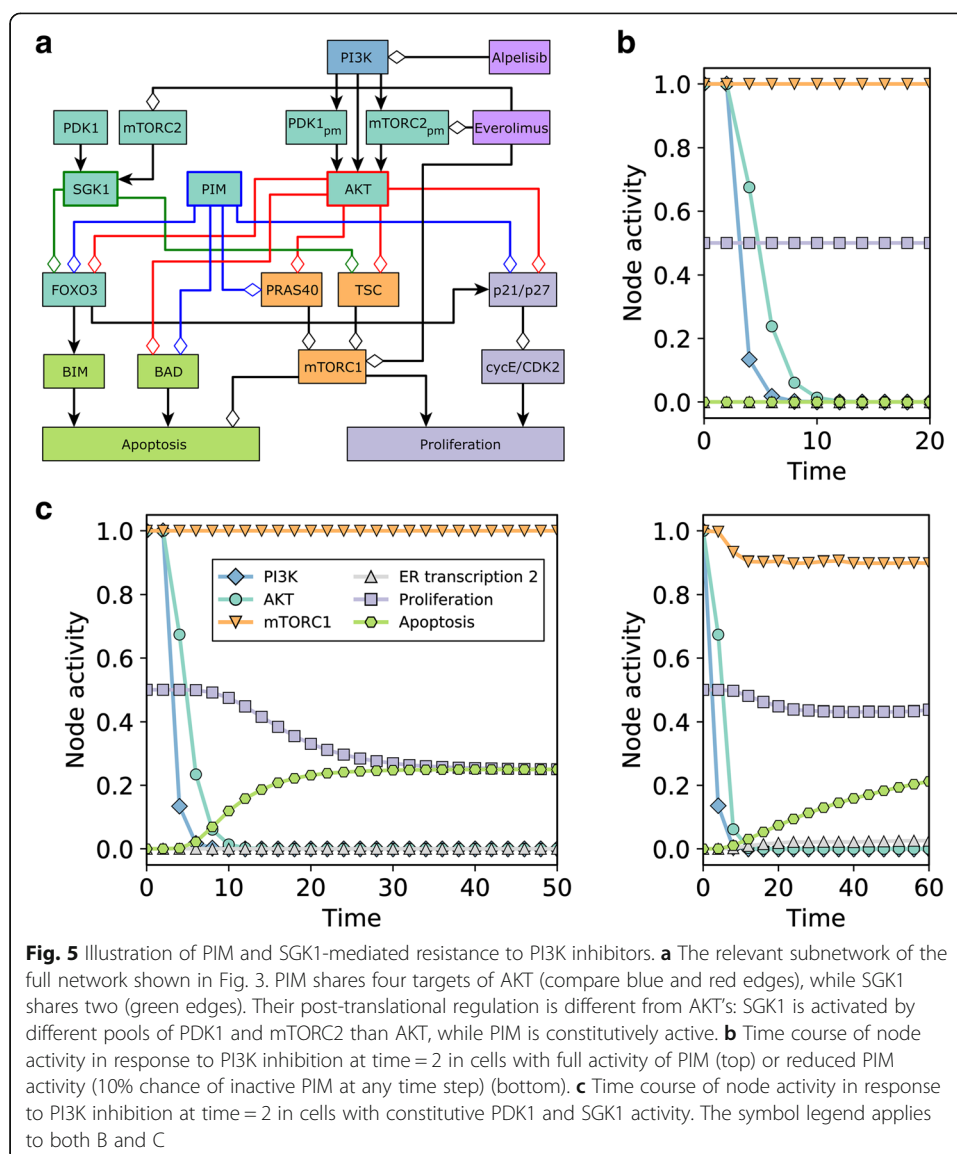 a
PI3K
Alpelisib
PDK1
mTORC2
PDK1pm
mTORC2pm
Everolimus
SGK1
PIM
AKT
FOXO3
PRAS40
TSC
p21/p27
BIM
BAD
mTORC1
cycE/CDK2
Apoptosis
Proliferation
b
1.0
0.8
0.6
0.4
0.2
0.0
Node activity
0
10
20
Time
c
1.0
0.8
0.6
0.4
0.2
0.0
Node activity
PI3K
AKT
mTORC1
ER transcription 2
Proliferation
Apoptosis
0
10
20
30
40
50
Time
1.0
0.8
0.6
0.4
0.2
0.0
Node activity
0
20
40
60
Time
Fig. 5 Illustration of PIM and SGK1-mediated resistance to PI3K inhibitors. a The relevant subnetwork of the
full network shown in Fig. 3. PIM shares four targets of AKT (compare blue and red edges), while SGK1
shares two (green edges). Their post-translational regulation is different from AKT's: SGK1 is activated by
different pools of PDK1 and mTORC2 than AKT, while PIM is constitutively active. b Time course of node
activity in response to PI3K inhibition at time = 2 in cells with full activity of PIM (top) or reduced PIM
activity (10% chance of inactive PIM at any time step) (bottom). c Time course of node activity in response
to PI3K inhibition at time = 2 in cells with constitutive PDK1 and SGK1 activity. The symbol legend applies
to both B and C